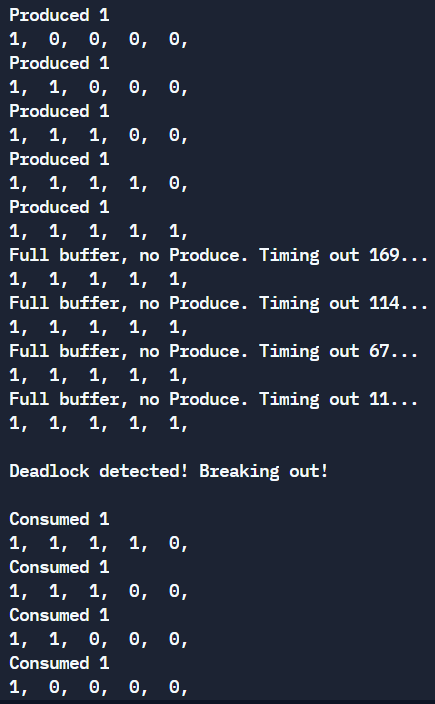 Produced 1
1, 0, 0, 0, 0,
Produced 1
1, 1, 0, 0, 0,
Produced 1
1, 1, 1, 0, 0,
Produced 1
1, 1, 1, 1, 0,
Produced 1
1, 1, 1, 1, 1,
Full buffer, no Produce. Timing out 169...
1, 1, 1, 1, 1,
Full buffer, no Produce. Timing out 114...
1, 1, 1, 1, 1,
Full buffer, no Produce. Timing out 67...
1, 1, 1, 1, 1,
Full buffer, no Produce. Timing out 11...
1, 1, 1, 1, 1,
Deadlock detected! Breaking out!
Consumed 1
1, 1, 1, 1, 0,
Consumed 1
1, 1, 1, 0, 0,
Consumed 1
1, 1, 0, 0, 0,
Consumed 1
1, 0, 0, 0, 0,